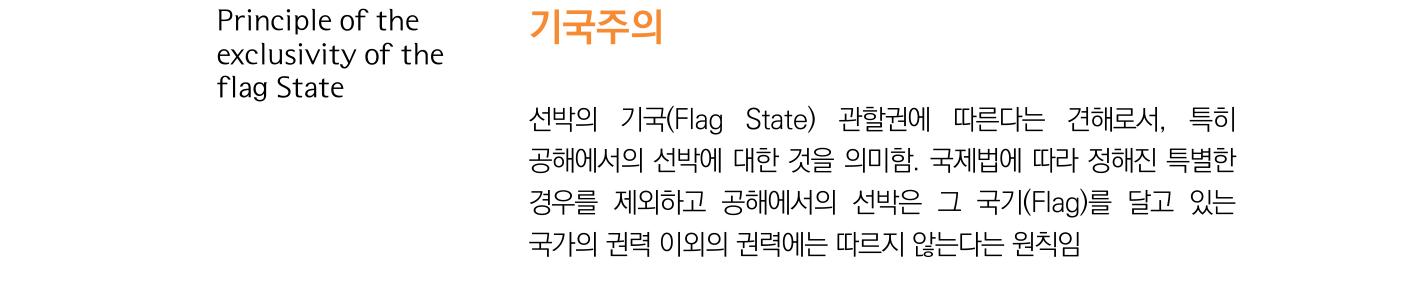 Principle of the
exclusivity of the
flag State
기국주의
선박의 기국(Flag State) 관할권에 따른다는 견해로서, 특히
공해에서의 선박에 대한 것을 의미함. 국제법에 따라 정해진 특별한
경우를 제외하고 공해에서의 선박은 그 국기(Flag)를 달고 있는
국가의 권력 이외의 권력에는 따르지 않는다는 원칙임